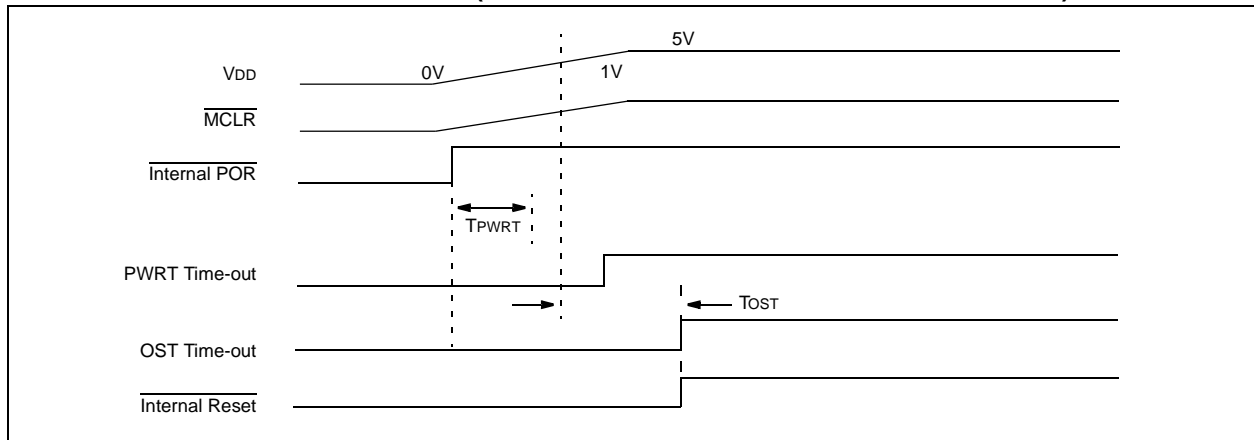 5V
VDD 0V 1V
MCLR
Internal POR
TPWRT
PWRT Time-out
TOST
OST Time-out
Internal Reset